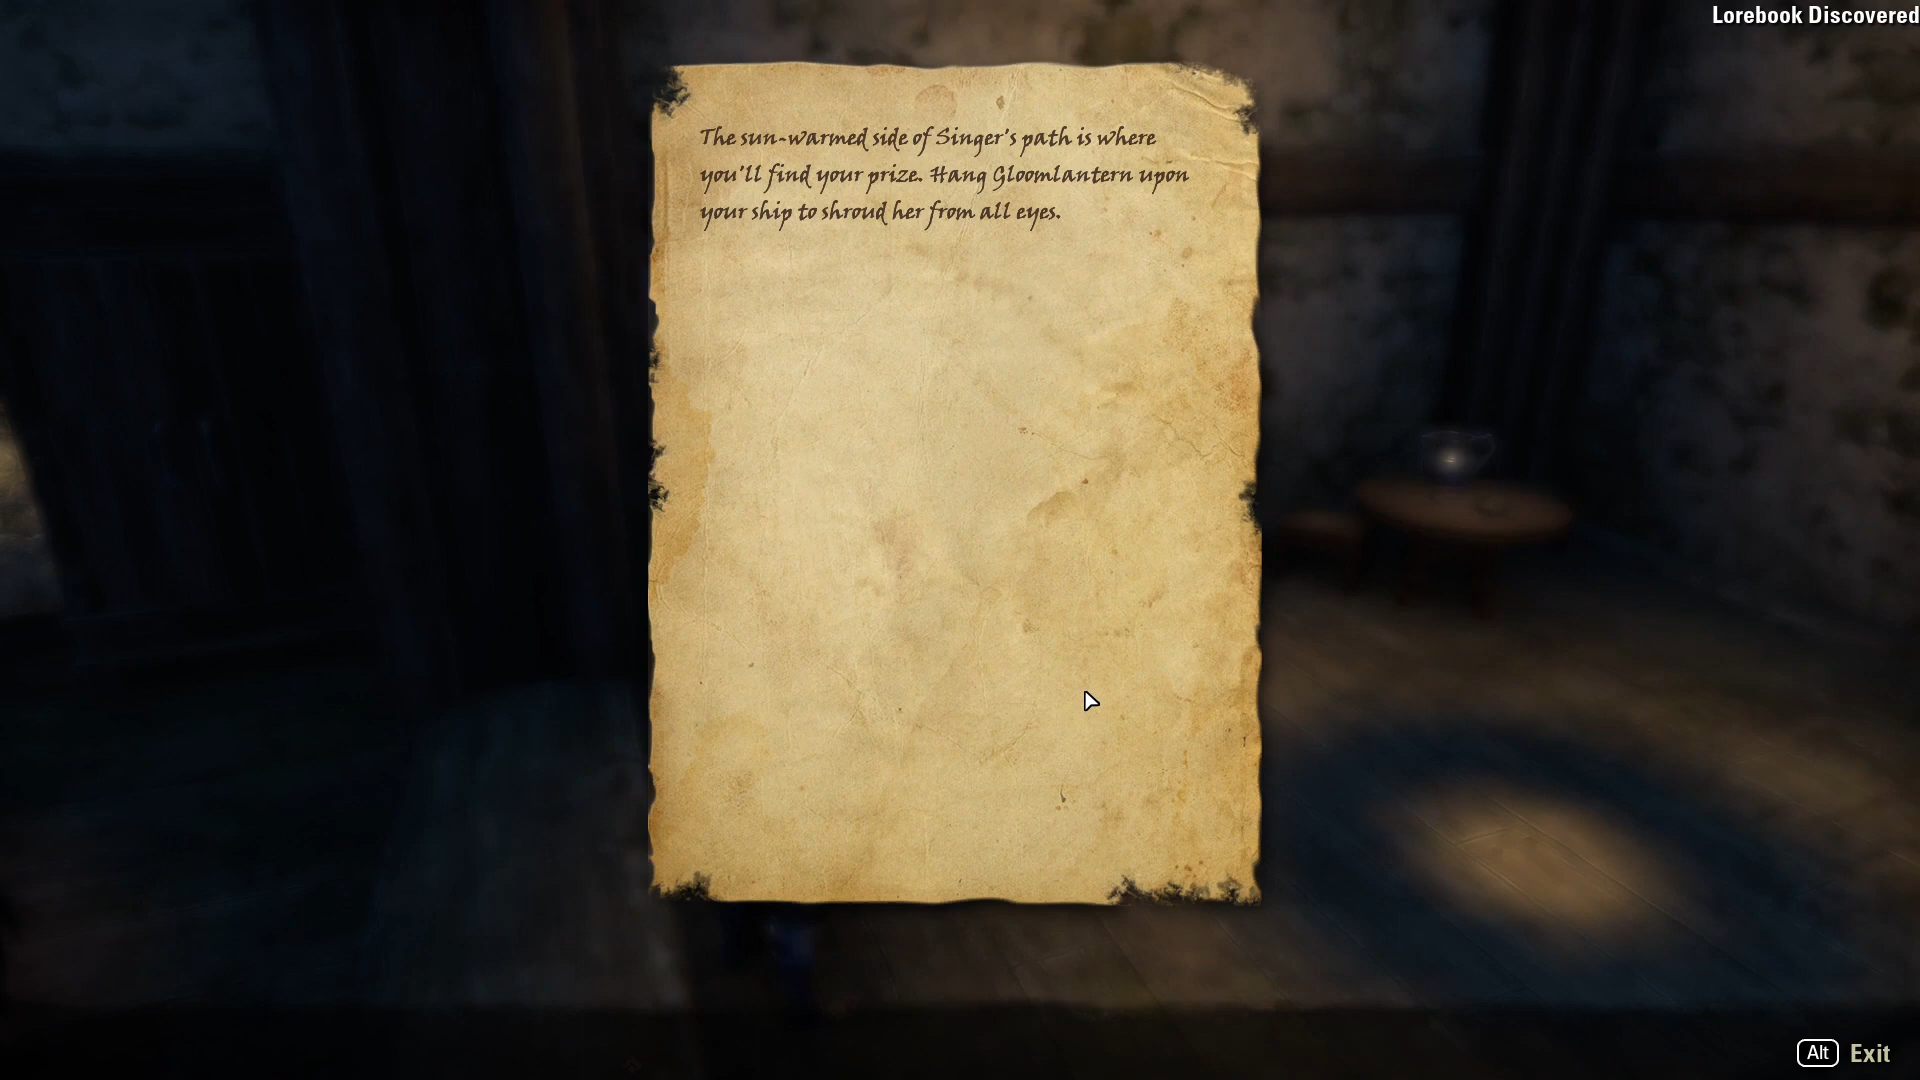 Lorebook Discovered
The sun-warmed side of Singer's path is where
you'll find your prize. Hang Gloomlantern upon
your ship to shroud her from all eyes.
Alt Exit